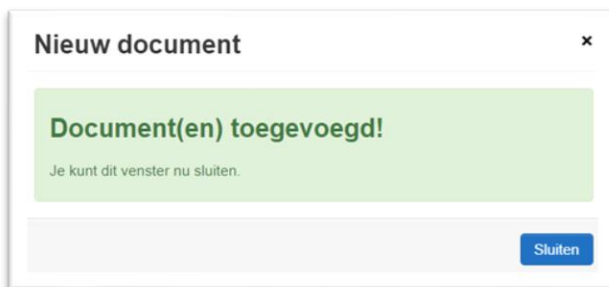 Nieuw document
×
Document(en) toegevoegd!
Je kunt dit venster nu sluiten.
Sluiten